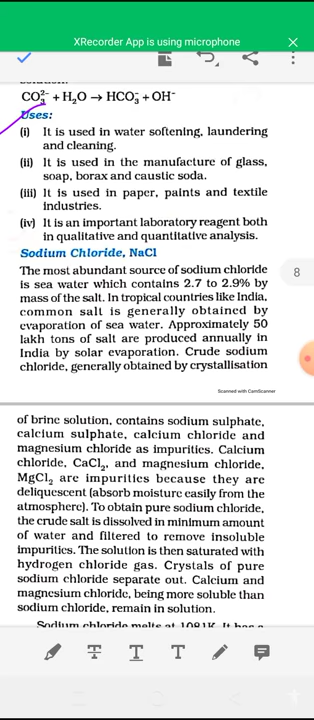 XRecorder App is using microphone
solution.
CO₃²⁻ + H₂O → HCO₃⁻ + OH⁻
Uses:
(i) It is used in water softening, laundering
and cleaning.
(ii) It is used in the manufacture of glass,
soap, borax and caustic soda.
(iii) It is used in paper, paints and textile
industries.
(iv) It is an important laboratory reagent both
in qualitative and quantitative analysis.
Sodium Chloride, NaCl
The most abundant source of sodium chloride
is sea water which contains 2.7 to 2.9% by
mass of the salt. In tropical countries like India,
common salt is generally obtained by
evaporation of sea water. Approximately 50
lakh tons of salt are produced annually in
India by solar evaporation. Crude sodium
chloride, generally obtained by crystallisation
8
Scanned with CamScanner
of brine solution, contains sodium sulphate,
calcium sulphate, calcium chloride and
magnesium chloride as impurities. Calcium
chloride, CaCl₂, and magnesium chloride,
MgCl₂ are impurities because they are
deliquescent (absorb moisture easily from the
atmosphere). To obtain pure sodium chloride,
the crude salt is dissolved in minimum amount
of water and filtered to remove insoluble
impurities. The solution is then saturated with
hydrogen chloride gas. Crystals of pure
sodium chloride separate out. Calcium and
magnesium chloride, being more soluble than
sodium chloride, remain in solution.
Sodium chloride melts at 1081K. It has a